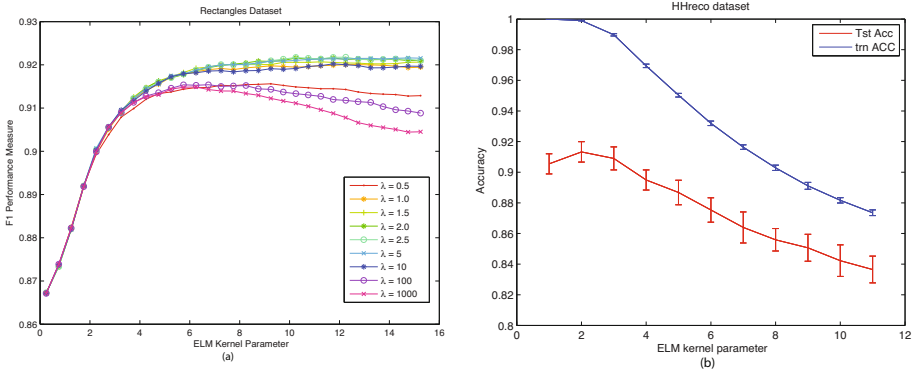 Rectangles Dataset
F1 Performance Measure
0.93
0.92
0.91
0.9
0.89
0.88
0.87
0.86
0 2 4 6 8 10 12 14 16
ELM Kernel Parameter
(a)
λ = 0.5
λ = 1.0
λ = 1.5
λ = 2.0
λ = 2.5
λ = 5
λ = 10
λ = 100
λ = 1000
HHreco dataset
Accuracy
1
0.98
0.96
0.94
0.92
0.9
0.88
0.86
0.84
0.82
0.8
0 2 4 6 8 10 12
ELM kernel parameter
(b)
Tst Acc
trn ACC